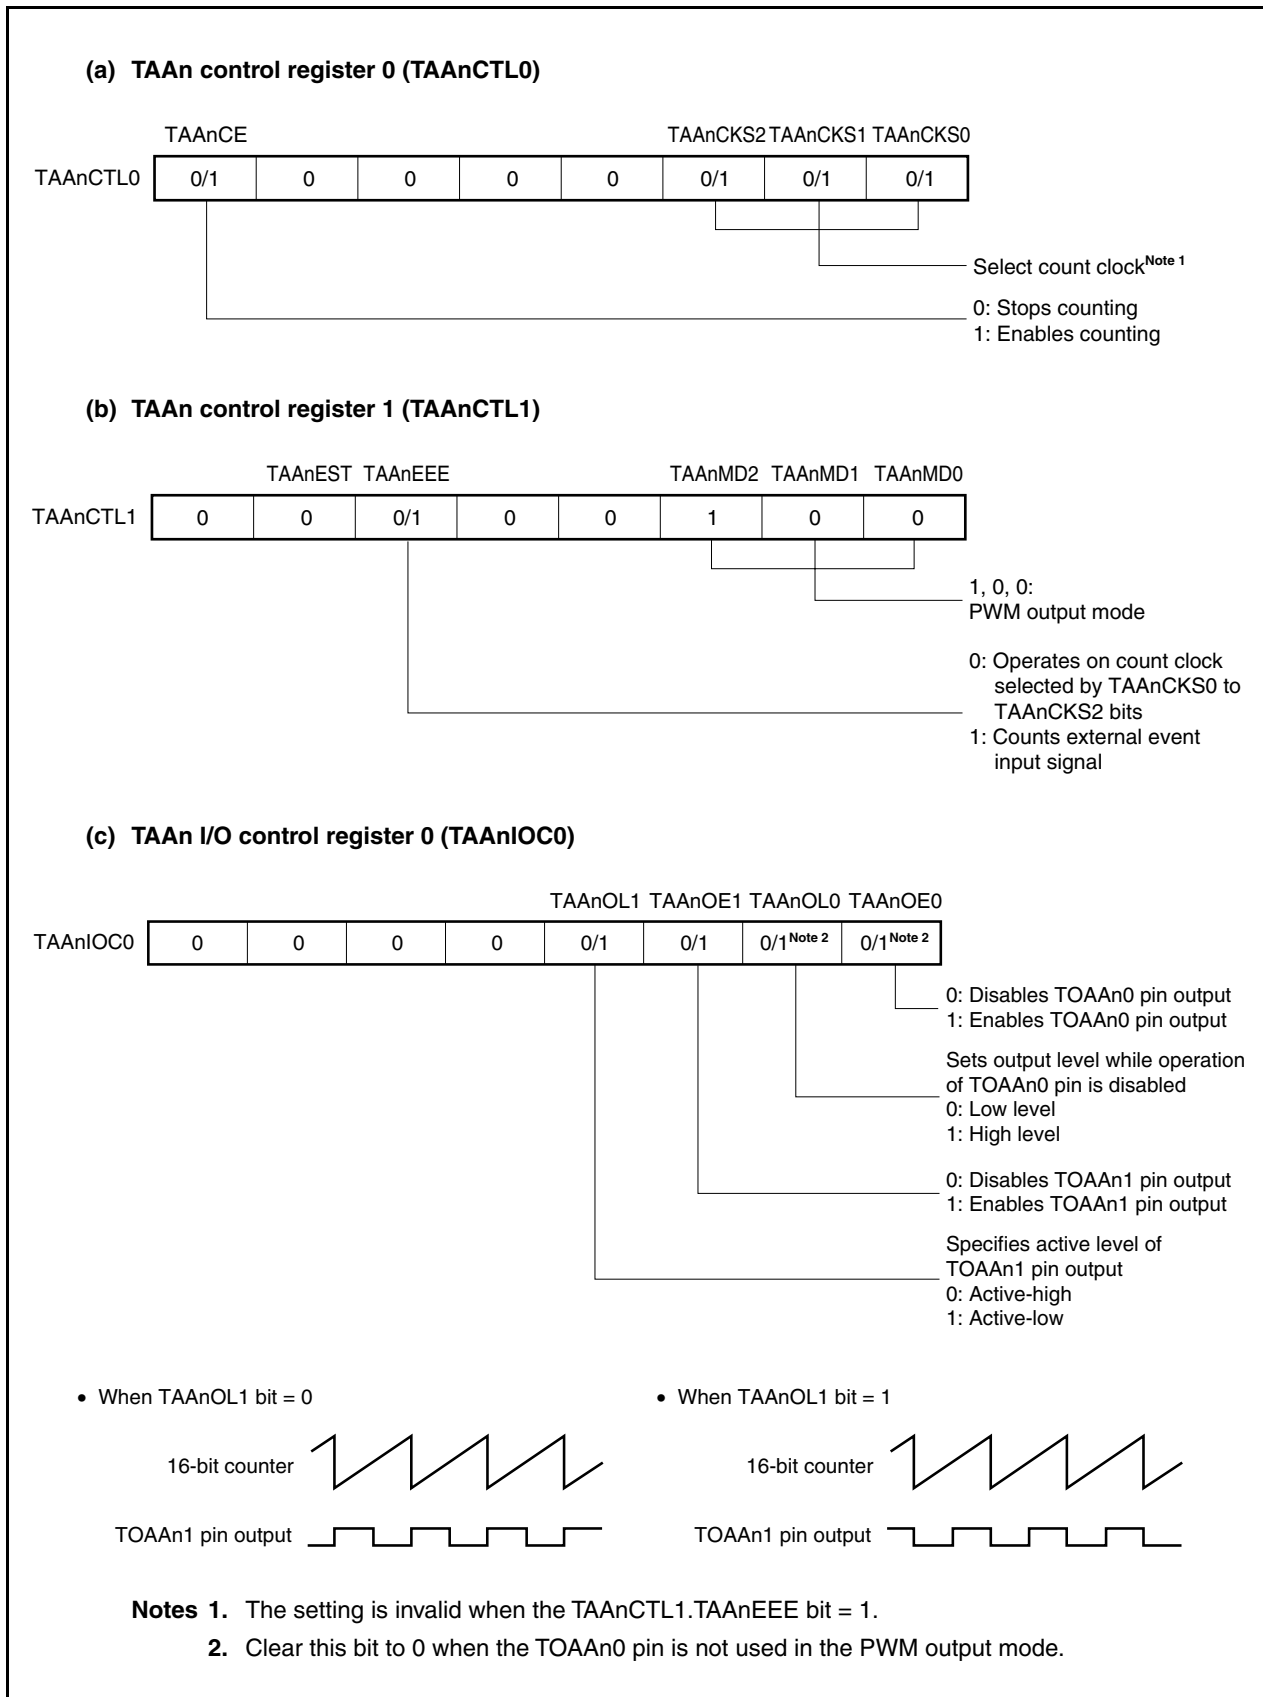 (a) TAAn control register 0 (TAAnCTL0)
TAAnCE TAAnCKS2 TAAnCKS1 TAAnCKS0
TAAnCTL0 0/1 0 0 0 0 0/1 0/1 0/1
Select count clock Note 1
0: Stops counting
1: Enables counting
(b) TAAn control register 1 (TAAnCTL1)
TAAnEST TAAnEEE TAAnMD2 TAAnMD1 TAAnMD0
TAAnCTL1 0 0 0/1 0 0 1 0 0
1, 0, 0:
PWM output mode
0: Operates on count clock
selected by TAAnCKS0 to
TAAnCKS2 bits
1: Counts external event
input signal
(c) TAAn I/O control register 0 (TAAnIOC0)
TAAnOL1 TAAnOE1 TAAnOL0 TAAnOE0
TAAnIOC0 0 0 0 0 0/1 0/1 0/1 Note 2 0/1 Note 2
0: Disables TOAAn0 pin output
1: Enables TOAAn0 pin output
Sets output level while operation
of TOAAn0 pin is disabled
0: Low level
1: High level
0: Disables TOAAn1 pin output
1: Enables TOAAn1 pin output
Specifies active level of
TOAAn1 pin output
0: Active-high
1: Active-low
• When TAAnOL1 bit = 0
16-bit counter
TOAAn1 pin output
• When TAAnOL1 bit = 1
16-bit counter
TOAAn1 pin output
Notes 1. The setting is invalid when the TAAnCTL1.TAAnEEE bit = 1.
2. Clear this bit to 0 when the TOAAn0 pin is not used in the PWM output mode.